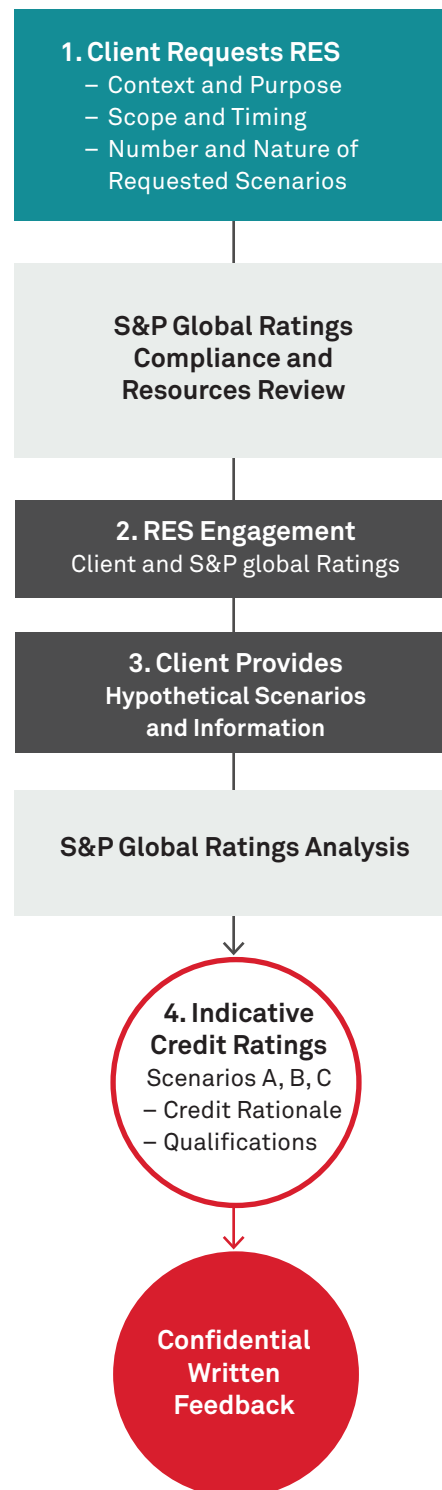 1. Client Requests RES
– Context and Purpose
– Scope and Timing
– Number and Nature of
Requested Scenarios
S&P Global Ratings
Compliance and
Resources Review
2. RES Engagement
Client and S&P global Ratings
3. Client Provides
Hypothetical Scenarios
and Information
S&P Global Ratings Analysis
4. Indicative
Credit Ratings
Scenarios A, B, C
– Credit Rationale
– Qualifications
Confidential
Written
Feedback